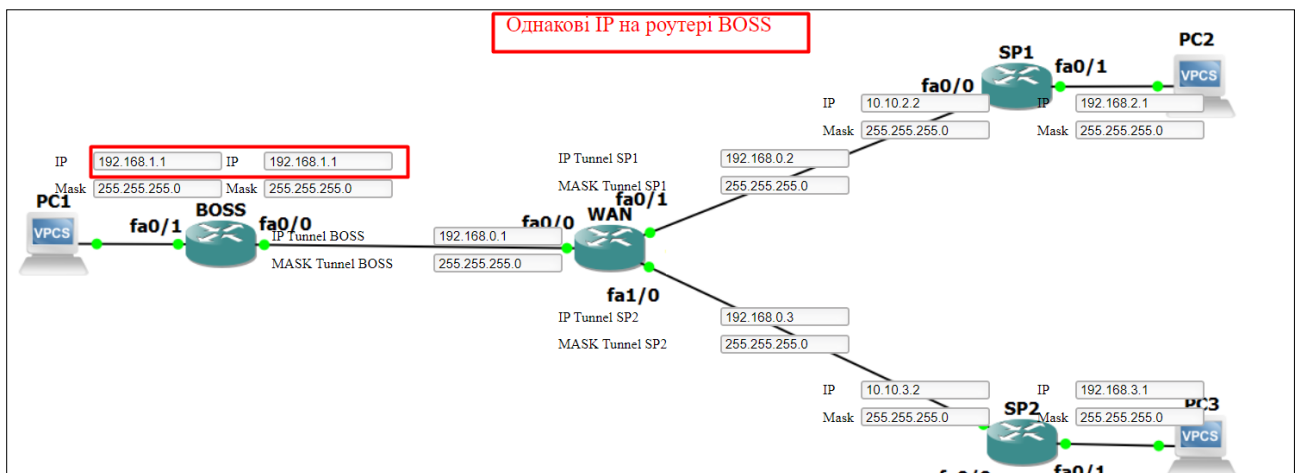 Однакові IP на роутері BOSS
SP1
PC2
fa0/0
fa0/1
VPCS
IP 10.10.2.2 IP 192.168.2.1
Mask 255.255.255.0 Mask 255.255.255.0
IP 192.168.1.1 IP 192.168.1.1
Mask 255.255.255.0 Mask 255.255.255.0
IP Tunnel SP1 192.168.0.2
MASK Tunnel SP1 255.255.255.0
PC1
VPCS
fa0/1
BOSS
fa0/0
fa0/0
WAN
fa0/1
IP Tunnel BOSS 192.168.0.1
MASK Tunnel BOSS 255.255.255.0
fa1/0
IP Tunnel SP2 192.168.0.3
MASK Tunnel SP2 255.255.255.0
IP 10.10.3.2 IP 192.168.3.1
Mask 255.255.255.0 Mask 255.255.255.0
SP2
PC3
VPCS
fa0/0
fa0/1